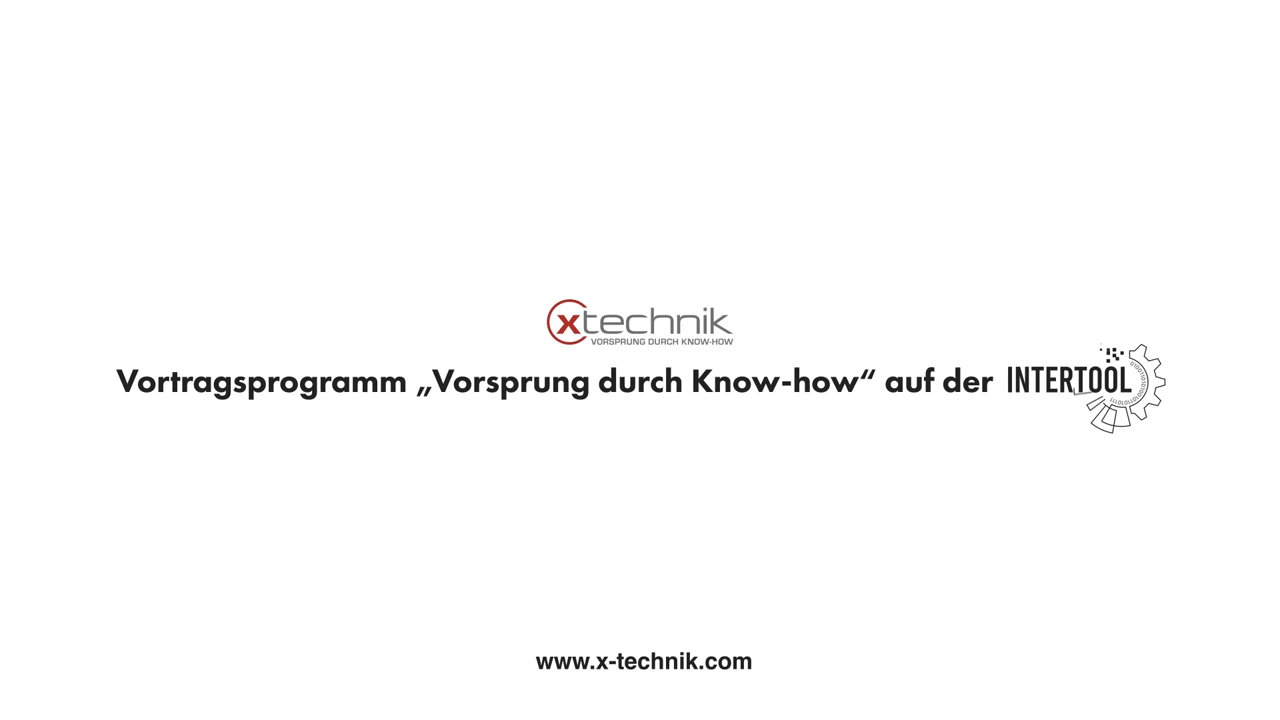 xtechnik
VORSPRUNG DURCH KNOW-HOW
Vortragsprogramm „Vorsprung durch Know-how“ auf der INTERTOOL
www.x-technik.com